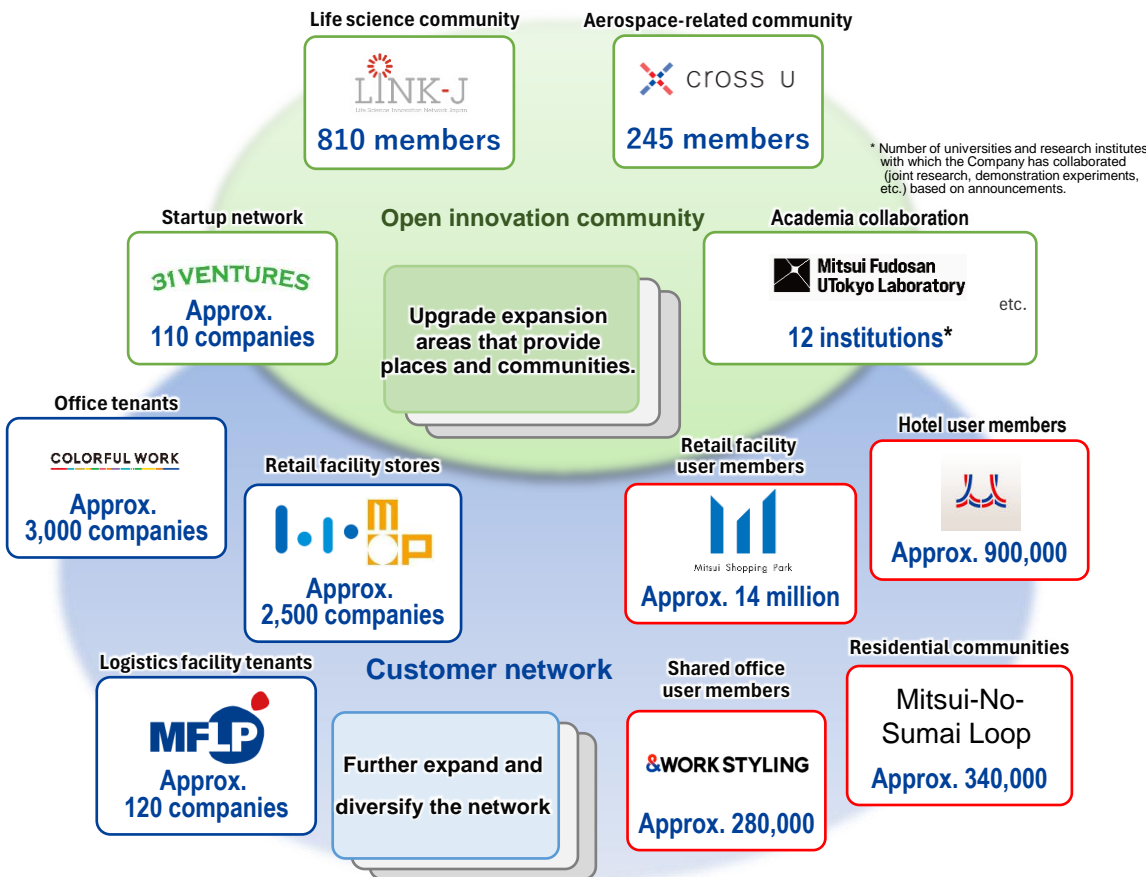 Life science community
LINK-J
Life Science Innovation Network Japan
810 members
Aerospace-related community
cross U
245 members
* Number of universities and research institutes
with which the Company has collaborated
(joint research, demonstration experiments,
etc.) based on announcements.
Startup network
31VENTURES
Approx.
110 companies
Open innovation community
Upgrade expansion
areas that provide
places and communities.
Academia collaboration
Mitsui Fudosan
UTokyo Laboratory
etc.
12 institutions*
Office tenants
COLORFUL WORK
Approx.
3,000 companies
Retail facility stores
mop
Approx.
2,500 companies
Retail facility
user members
Mitsui Shopping Park
Approx. 14 million
Hotel user members
Approx. 900,000
Logistics facility tenants
MFLP
Approx.
120 companies
Customer network
Further expand and
diversify the network
Shared office
user members
&WORK STYLING
Approx. 280,000
Residential communities
Mitsui-No-
Sumai Loop
Approx. 340,000